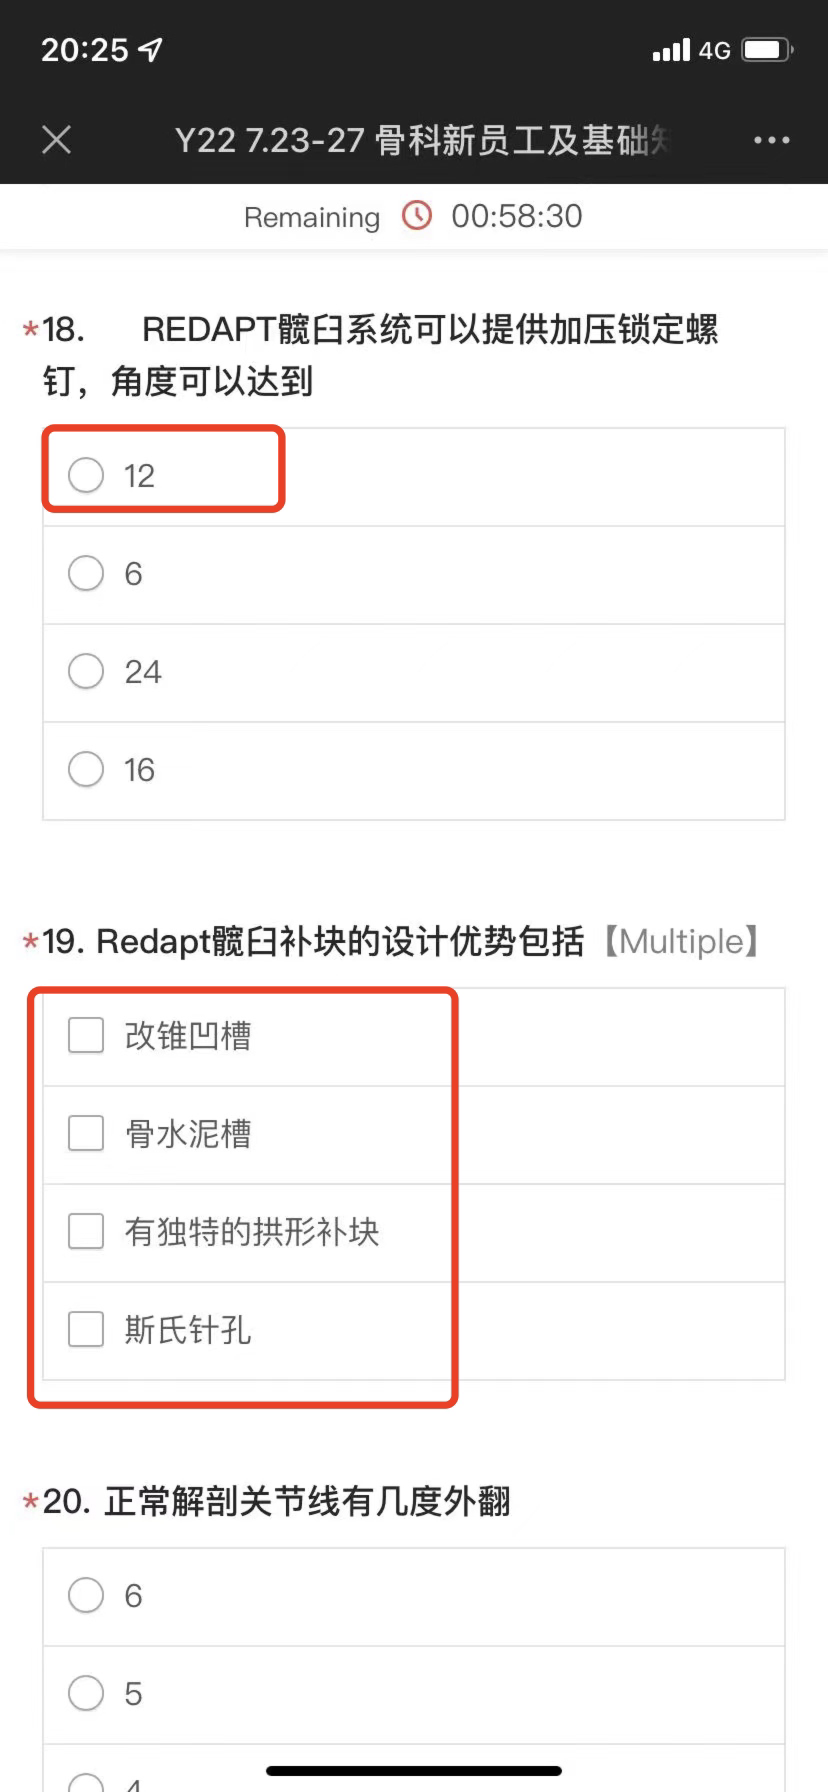 20:25
4G
Y22 7.23-27 骨科新员工及基础
Remaining 00:58:30
*18. REDAPT髋臼系统可以提供加压锁定螺
钉，角度可以达到
12
6
24
16
*19. Redapt髋臼补块的设计优势包括【Multiple】
改锥凹槽
骨水泥槽
有独特的拱形补块
斯氏针孔
*20. 正常解剖关节线有几度外翻
6
5